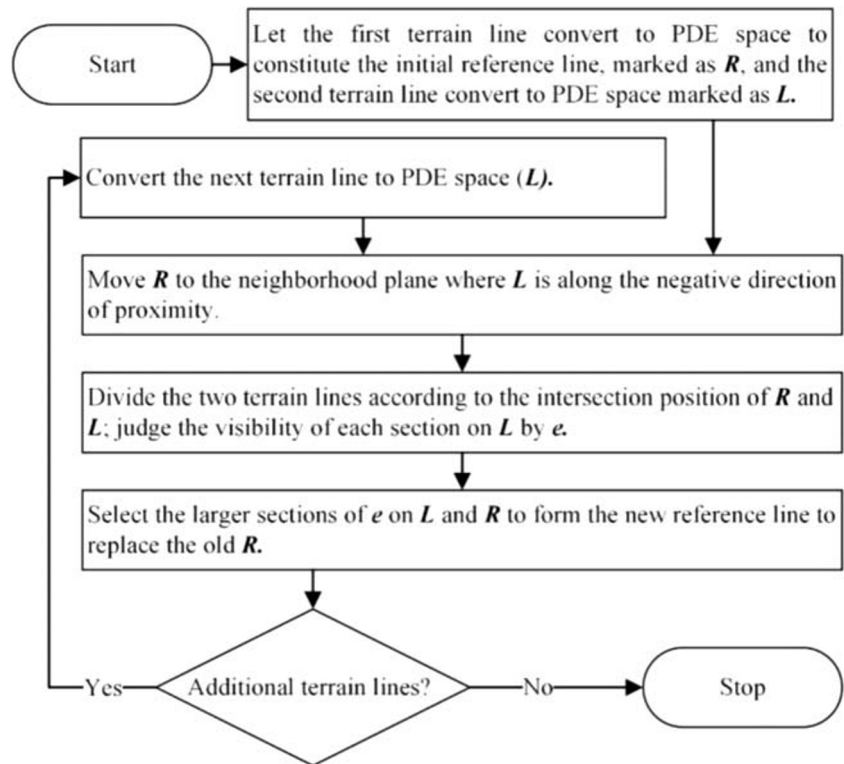 Start
Let the first terrain line convert to PDE space to
constitute the initial reference line, marked as R, and the
second terrain line convert to PDE space marked as L.
Convert the next terrain line to PDE space (L).
Move R to the neighborhood plane where L is along the negative direction
of proximity.
Divide the two terrain lines according to the intersection position of R and
L; judge the visibility of each section on L by e.
Select the larger sections of e on L and R to form the new reference line to
replace the old R.
Yes
Additional terrain lines?
No
Stop